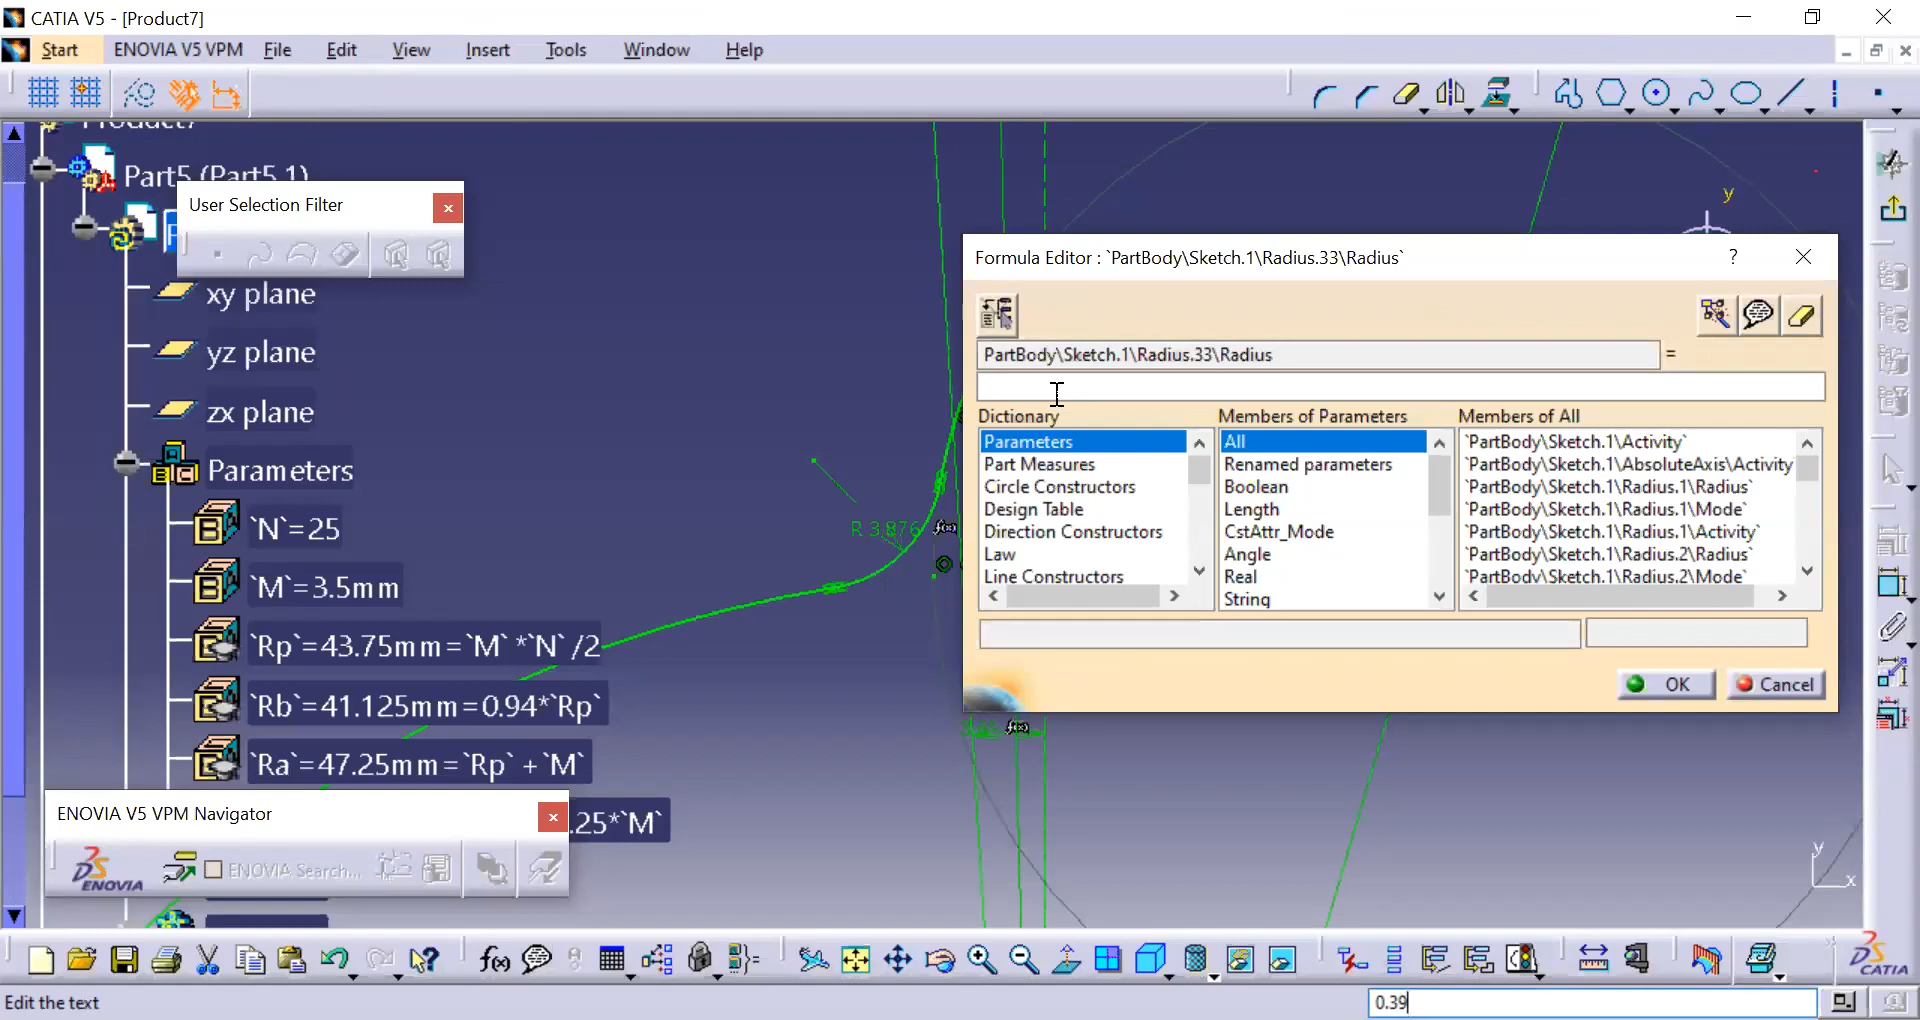 CATIA V5 - [Product7]
Start ENOVIA V5 VPM File Edit View Insert Tools Window Help
Product7
Part5 (Part5.1)
User Selection Filter
xy plane
yz plane
zx plane
Parameters
`N`=25
`M`=3.5mm
`Rp`=43.75mm=`M` *`N` /2
`Rb`=41.125mm=0.94*`Rp`
`Ra`=47.25mm=`Rp` +`M`
.25*`M`
ENOVIA V5 VPM Navigator
ENOVIA
ENOVIA Search...
R 3.876
f(x)
f(x)
y
Formula Editor : `PartBody\Sketch.1\Radius.33\Radius`
?
PartBody\Sketch.1\Radius.33\Radius =
Dictionary Members of Parameters Members of All
Parameters All `PartBody\Sketch.1\Activity`
Part Measures Renamed parameters `PartBody\Sketch.1\AbsoluteAxis\Activity
Circle Constructors Boolean `PartBody\Sketch.1\Radius.1\Radius`
Design Table Length `PartBody\Sketch.1\Radius.1\Mode`
Direction Constructors CstAttr_Mode `PartBody\Sketch.1\Radius.1\Activity`
Law Angle `PartBody\Sketch.1\Radius.2\Radius`
Line Constructors Real `PartBody\Sketch.1\Radius.2\Mode`
String
OK Cancel
y
x
f(x)
CATIA
Edit the text
0.39